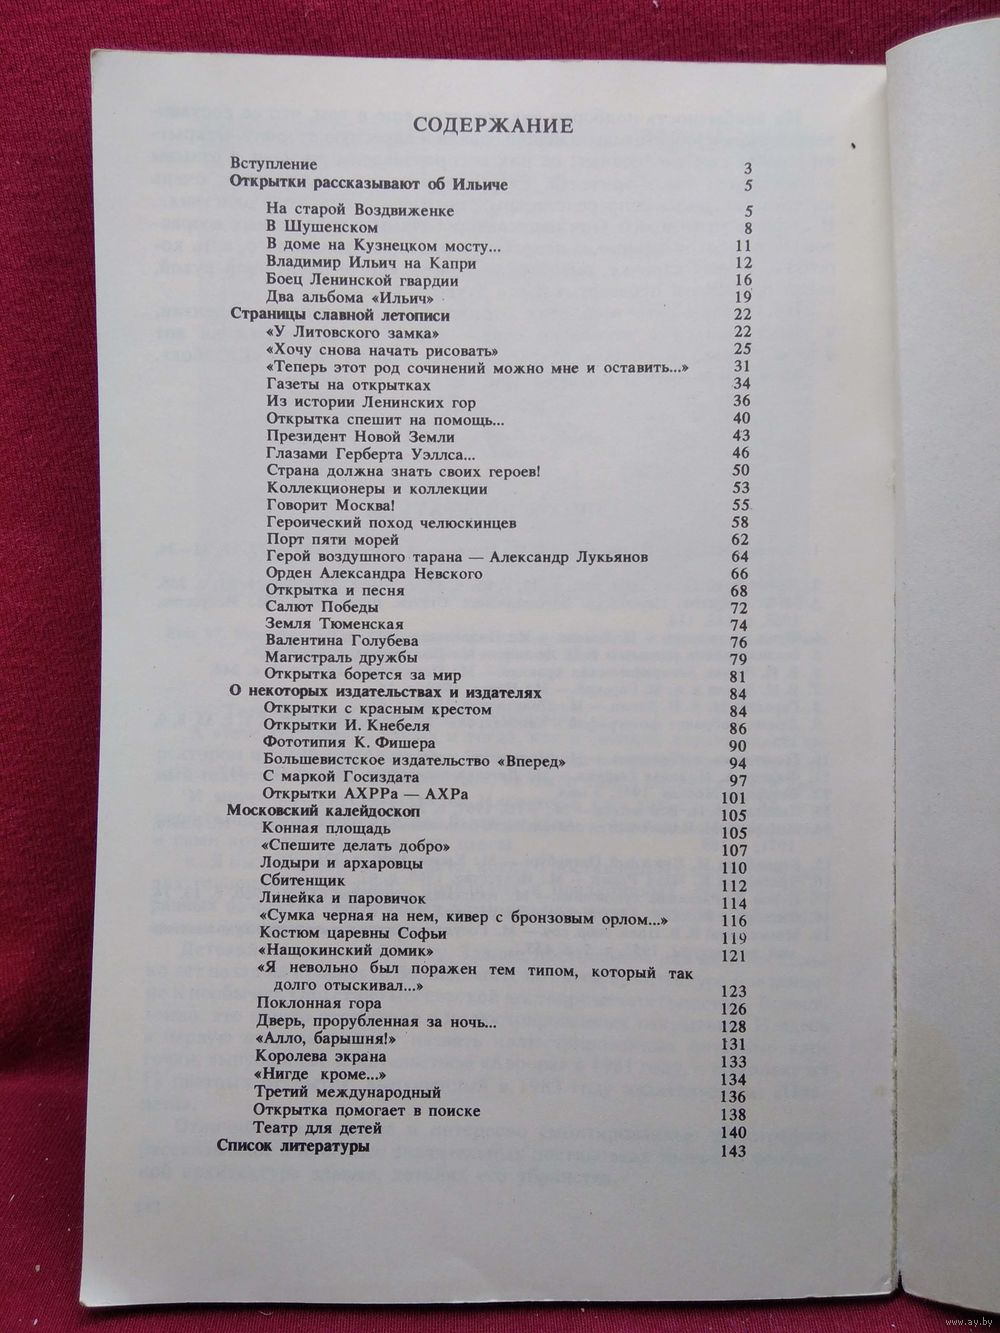 СОДЕРЖАНИЕ
Вступление 3
Открытки рассказывают об Ильиче 5
На старой Воздвиженке 5
В Шушенском 8
В доме на Кузнецком мосту... 11
Владимир Ильич на Капри 12
Боец Ленинской гвардии 16
Два альбома «Ильич» 19
Страницы славной летописи 22
«У Литовского замка» 22
«Хочу снова начать рисовать» 25
«Теперь этот род сочинений можно мне и оставить...» 31
Газеты на открытках 34
Из истории Ленинских гор 36
Открытка спешит на помощь... 40
Президент Новой Земли 43
Глазами Герберта Уэллса... 46
Страна должна знать своих героев! 50
Коллекционеры и коллекции 53
Говорит Москва! 55
Героический поход челюскинцев 58
Порт пяти морей 62
Герой воздушного тарана — Александр Лукьянов 64
Орден Александра Невского 66
Открытка и песня 68
Салют Победы 72
Земля Тюменская 74
Валентина Голубева 76
Магистраль дружбы 79
Открытка борется за мир 81
О некоторых издательствах и издателях 84
Открытки с красным крестом 84
Открытки И. Кнебеля 86
Фототипия К. Фишера 90
Большевистское издательство «Вперед» 94
С маркой Госиздата 97
Открытки АХРРа — АХРа 101
Московский калейдоскоп 105
Конная площадь 105
«Спешите делать добро» 107
Лодыри и архаровцы 110
Сбитенщик 112
Линейка и паровичок 114
«Сумка черная на нем, кивер с бронзовым орлом...» 116
Костюм царевны Софьи 119
«Нащокинский домик» 121
«Я невольно был поражен тем типом, который так
долго отыскивал...» 123
Поклонная гора 126
Дверь, прорубленная за ночь... 128
«Алло, барышня!» 131
Королева экрана 133
«Нигде кроме...» 134
Третий международный 136
Открытка помогает в поиске 138
Театр для детей 140
Список литературы 143
www.ay.by